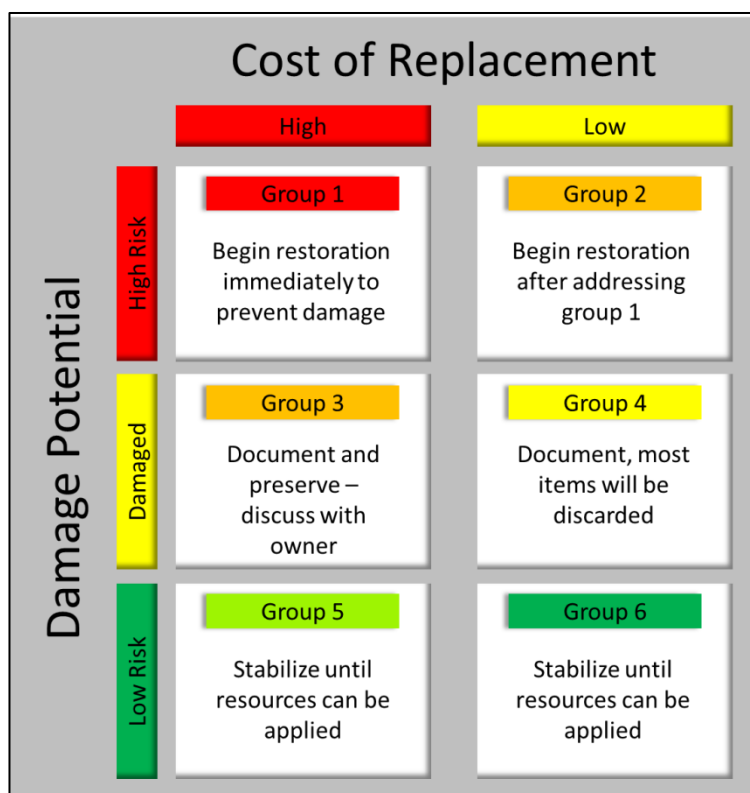 Cost of Replacement
High
Low
Damage Potential
High Risk
Group 1
Begin restoration
immediately to
prevent damage
Group 2
Begin restoration
after addressing
group 1
Damaged
Group 3
Document and
preserve –
discuss with
owner
Group 4
Document, most
items will be
discarded
Low Risk
Group 5
Stabilize until
resources can be
applied
Group 6
Stabilize until
resources can be
applied